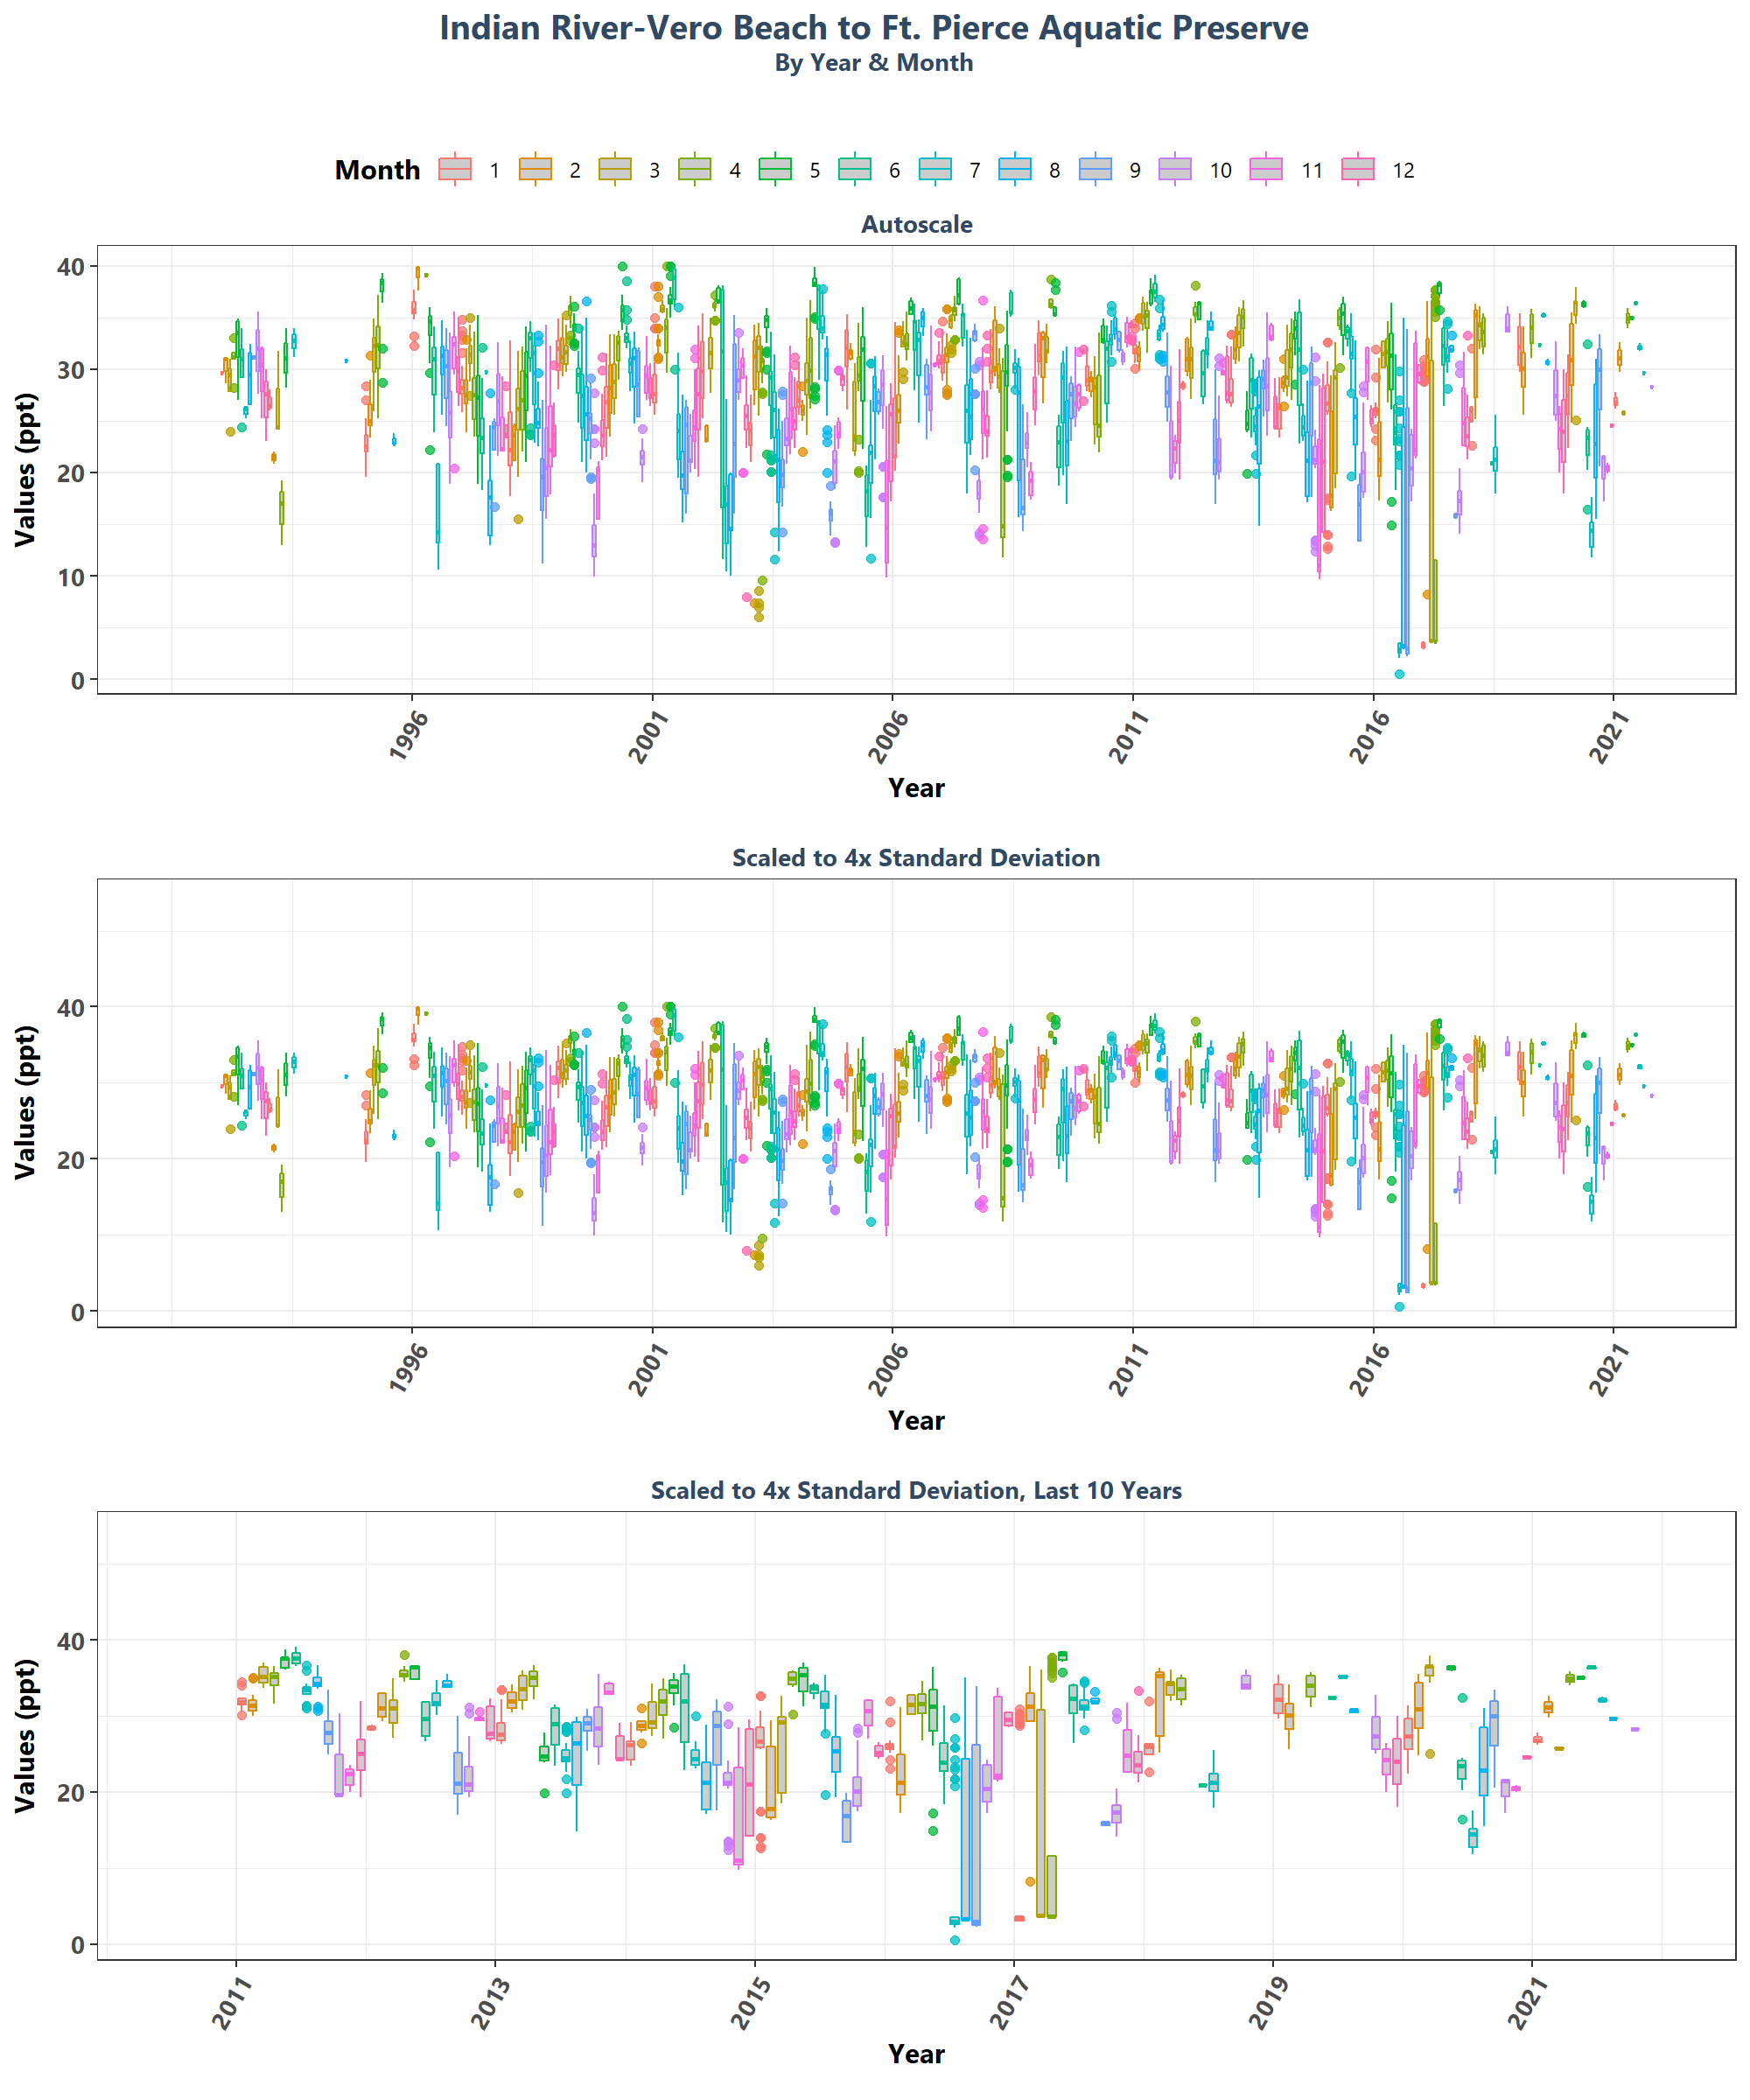 Indian River-Vero Beach to Ft. Pierce Aquatic Preserve
By Year & Month
Month 1 2 3 4 5 6 7 8 9 10 11 12
Autoscale
Values (ppt)
40
30
20
10
0
1996 2001 2006 2011 2016 2021
Year
Scaled to 4x Standard Deviation
Values (ppt)
40
20
0
1996 2001 2006 2011 2016 2021
Year
Scaled to 4x Standard Deviation, Last 10 Years
Values (ppt)
40
20
0
2011 2013 2015 2017 2019 2021
Year